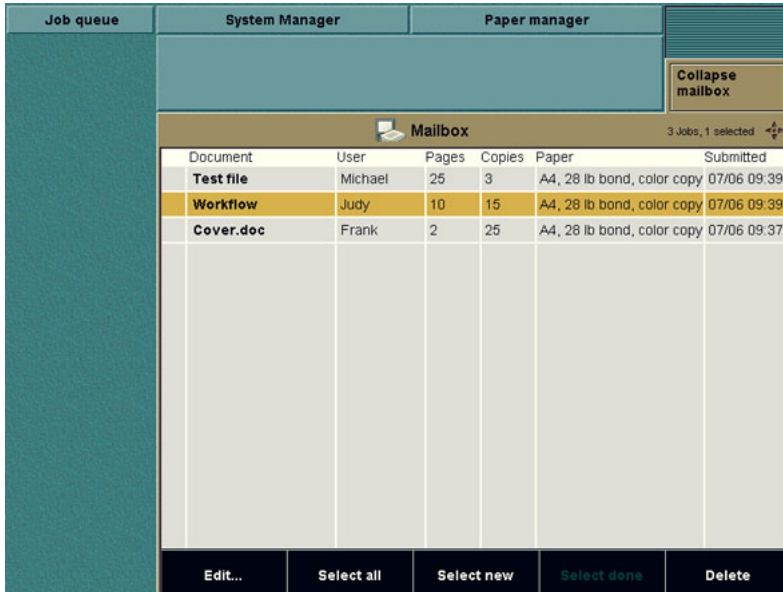 Job queue System Manager Paper manager
Collapse
mailbox
Mailbox 3 Jobs, 1 selected
Document User Pages Copies Paper Submitted
Test file Michael 25 3 A4, 28 lb bond, color copy 07/06 09:39
Workflow Judy 10 15 A4, 28 lb bond, color copy 07/06 09:39
Cover.doc Frank 2 25 A4, 28 lb bond, color copy 07/06 09:37
Edit... Select all Select new Select done Delete